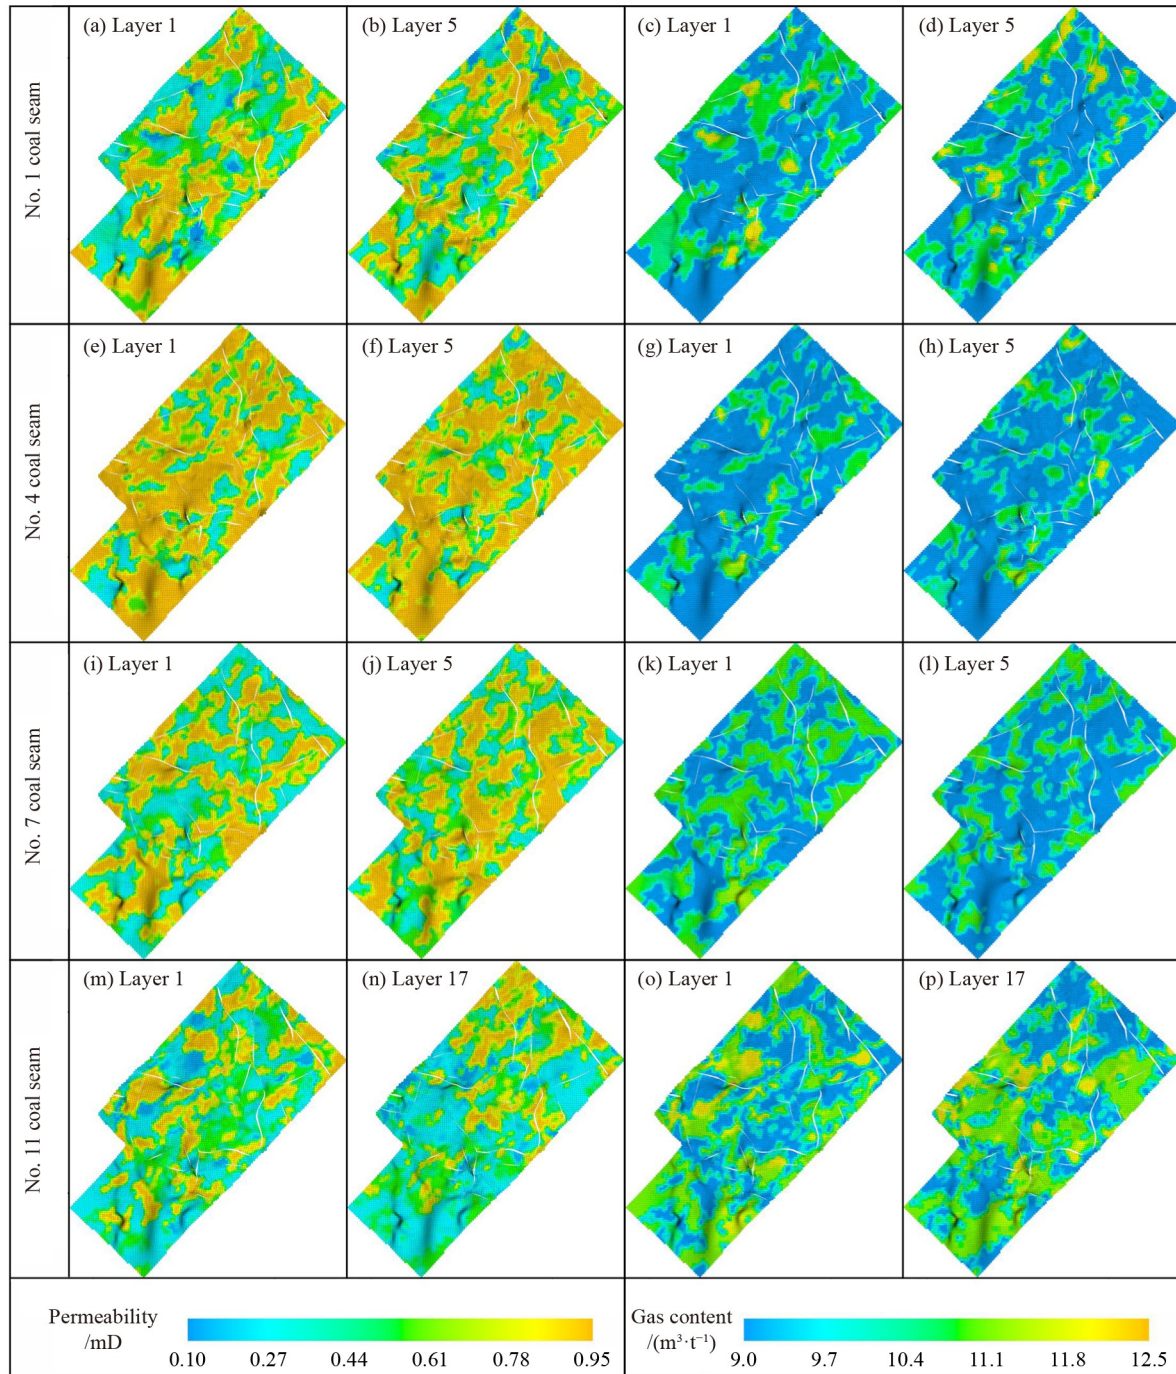 No. 1 coal seam
(a) Layer 1
(b) Layer 5
(c) Layer 1
(d) Layer 5
No. 4 coal seam
(e) Layer 1
(f) Layer 5
(g) Layer 1
(h) Layer 5
No. 7 coal seam
(i) Layer 1
(j) Layer 5
(k) Layer 1
(l) Layer 5
No. 11 coal seam
(m) Layer 1
(n) Layer 17
(o) Layer 1
(p) Layer 17
Permeability
/mD
0.10 0.27 0.44 0.61 0.78 0.95
Gas content
/(m³·t⁻¹)
9.0 9.7 10.4 11.1 11.8 12.5